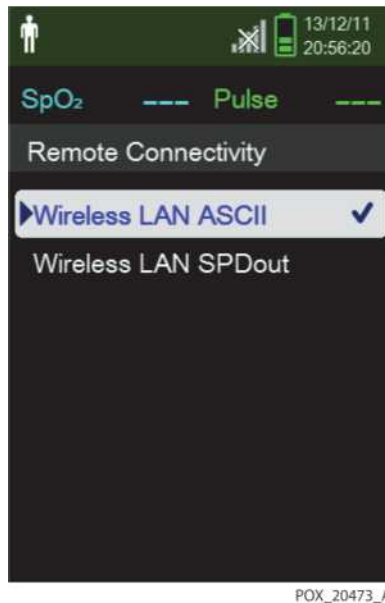 13/12/11
20:56:20
SpO₂ --- Pulse ---
Remote Connectivity
Wireless LAN ASCII
Wireless LAN SPDout